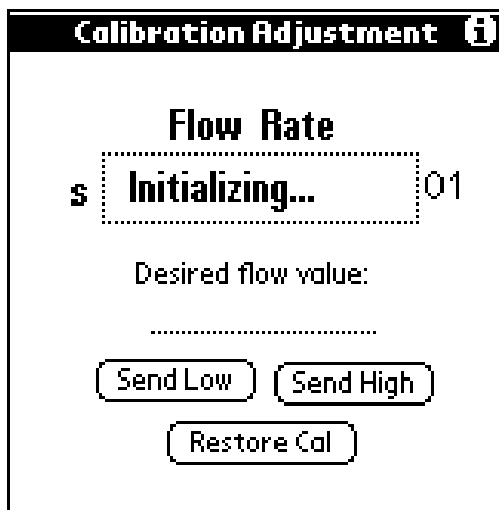 Calibration Adjustment i
Flow Rate
s Initializing... 01
Desired flow value:
Send Low Send High
Restore Cal